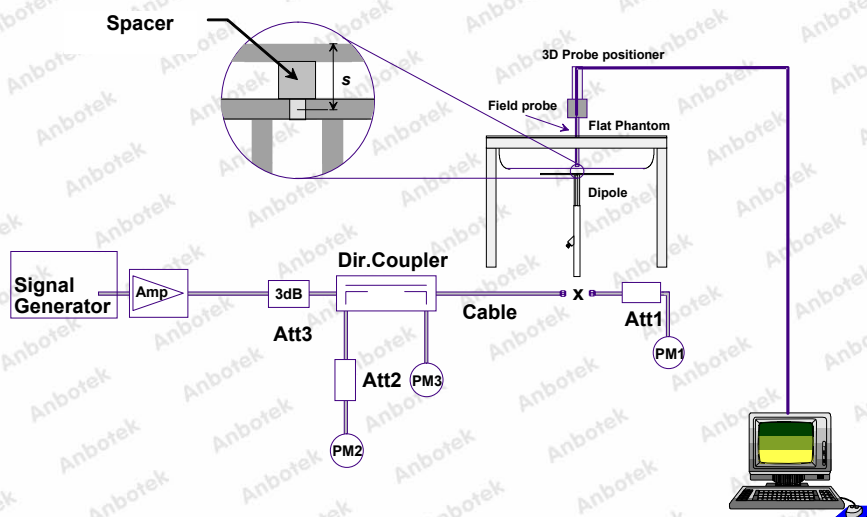 Spacer
s
3D Probe positioner
Field probe
Flat Phantom
Dipole
Signal
Generator
Amp
3dB
Att3
Dir.Coupler
Cable
x
Att1
PM1
Att2
PM3
PM2
Anbotek